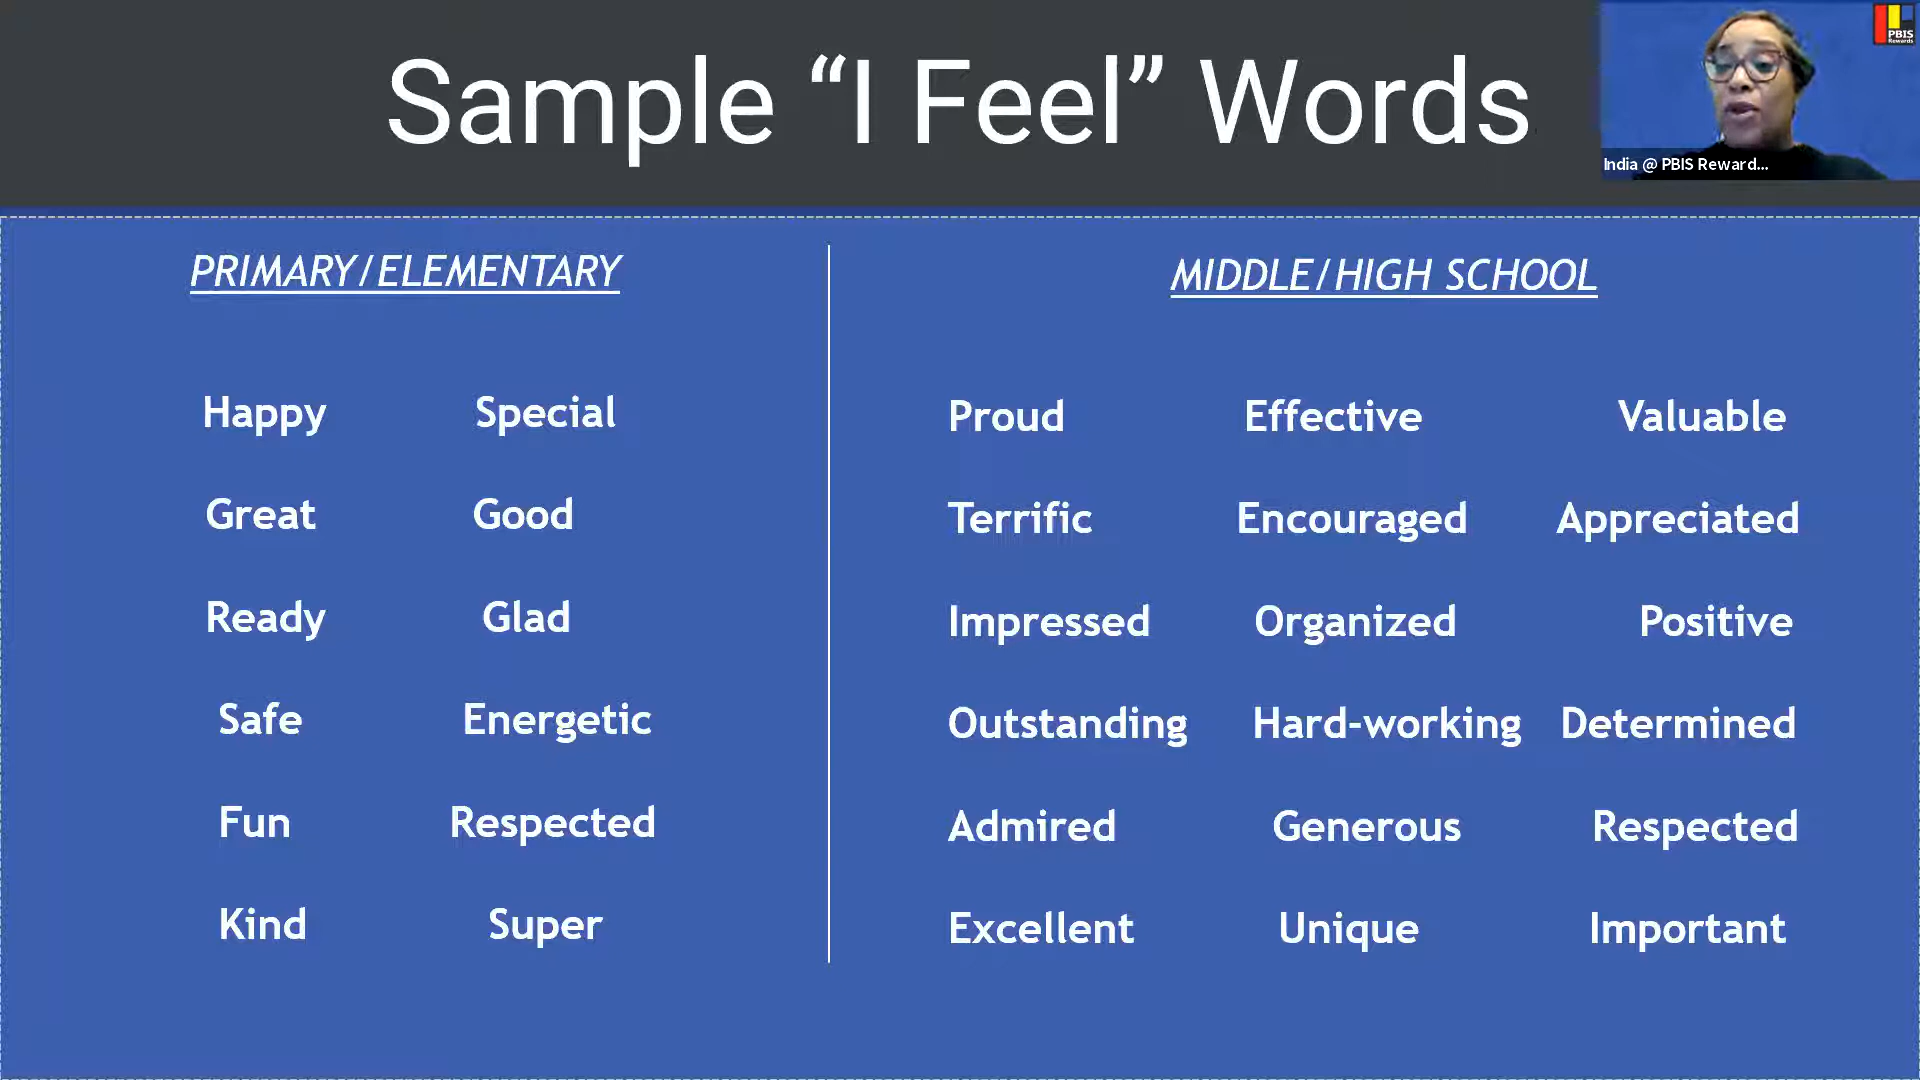 Sample “I Feel” Words
PBIS
Rewards
India @ PBIS Reward...
PRIMARY/ELEMENTARY
Happy Special
Great Good
Ready Glad
Safe Energetic
Fun Respected
Kind Super
MIDDLE/HIGH SCHOOL
Proud Effective Valuable
Terrific Encouraged Appreciated
Impressed Organized Positive
Outstanding Hard-working Determined
Admired Generous Respected
Excellent Unique Important